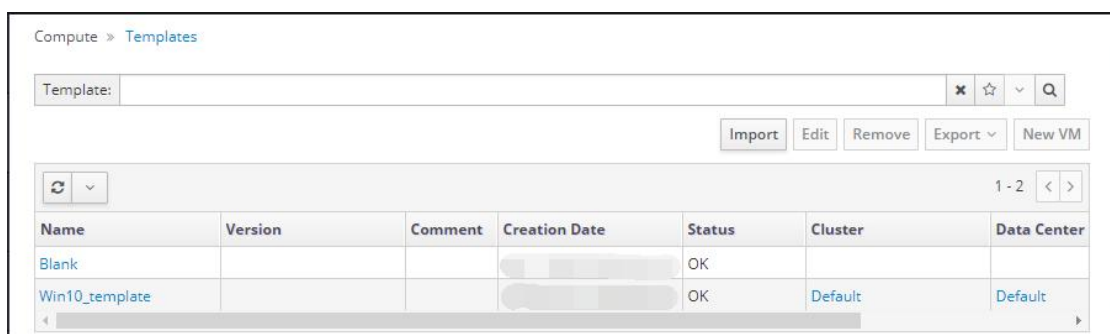 Compute » Templates
Template:
Import Edit Remove Export New VM
1 - 2 < >
Name Version Comment Creation Date Status Cluster Data Center
Blank OK
Win10_template OK Default Default